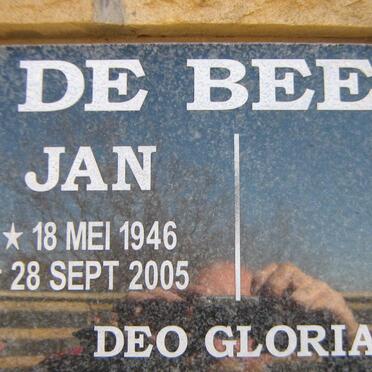 DE BEE
JAN
★ 18 MEI 1946
28 SEPT 2005
DEO GLORIA